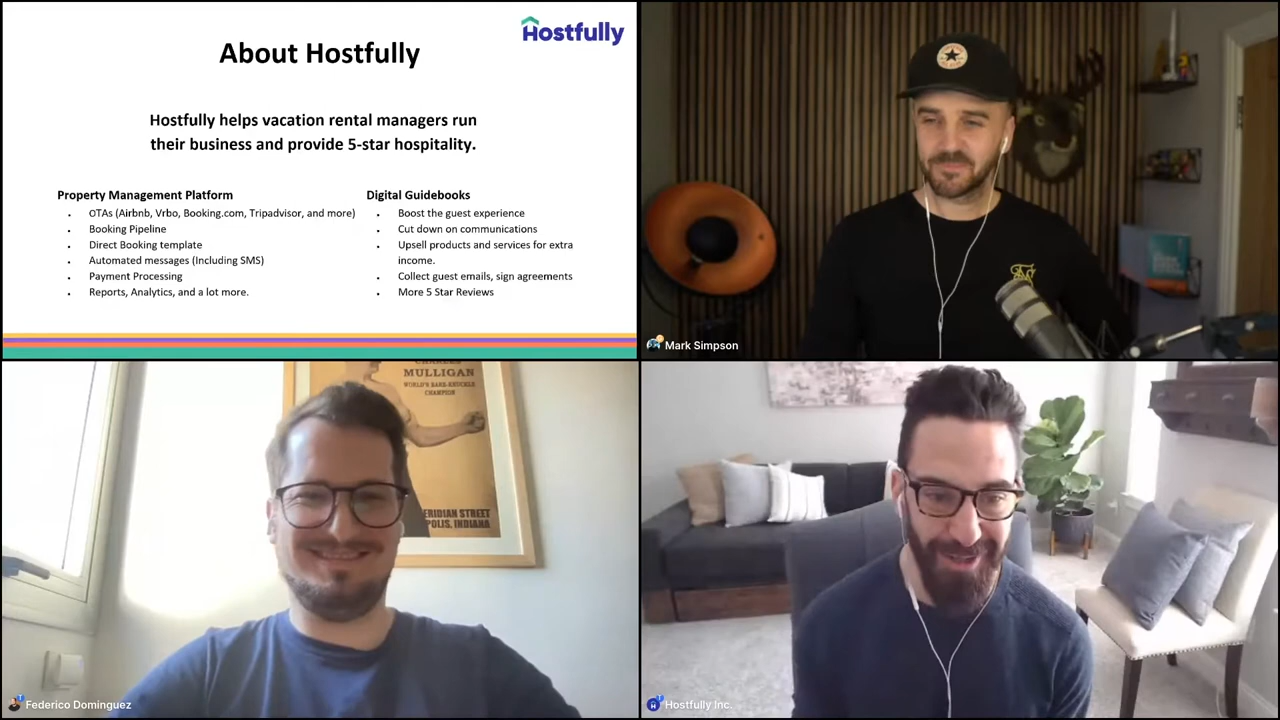 Hostfully
About Hostfully
Hostfully helps vacation rental managers run
their business and provide 5-star hospitality.
Property Management Platform
OTAs (Airbnb, Vrbo, Booking.com, Tripadvisor, and more)
Booking Pipeline
Direct Booking template
Automated messages (Including SMS)
Payment Processing
Reports, Analytics, and a lot more.
Digital Guidebooks
Boost the guest experience
Cut down on communications
Upsell products and services for extra
income.
Collect guest emails, sign agreements
More 5 Star Reviews
Mark Simpson
MULLIGAN
WORLD'S BARE-KNUCKLE
CHAMPION
ERIDIAN STREET
POLIS, INDIANA
Federico Dominguez
Hostfully Inc.